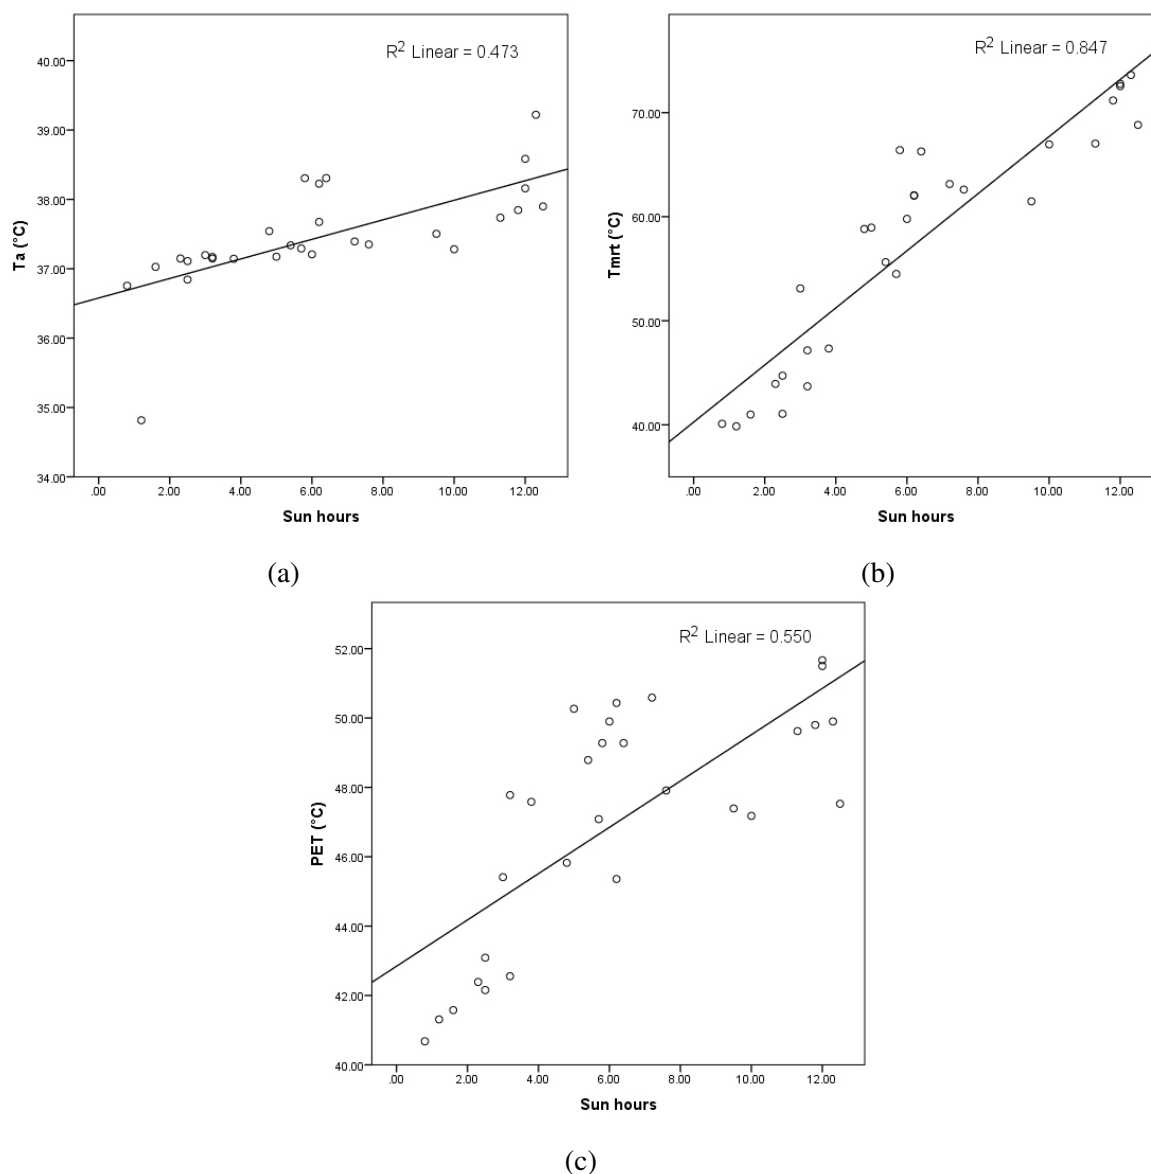 R² Linear = 0.473
40.00
39.00
38.00
37.00
36.00
35.00
34.00
Ta (°C)
.00 2.00 4.00 6.00 8.00 10.00 12.00
Sun hours
(a)
R² Linear = 0.847
70.00
60.00
50.00
40.00
Tmrt (°C)
.00 2.00 4.00 6.00 8.00 10.00 12.00
Sun hours
(b)
R² Linear = 0.550
52.00
50.00
48.00
46.00
44.00
42.00
40.00
PET (°C)
.00 2.00 4.00 6.00 8.00 10.00 12.00
Sun hours
(c)